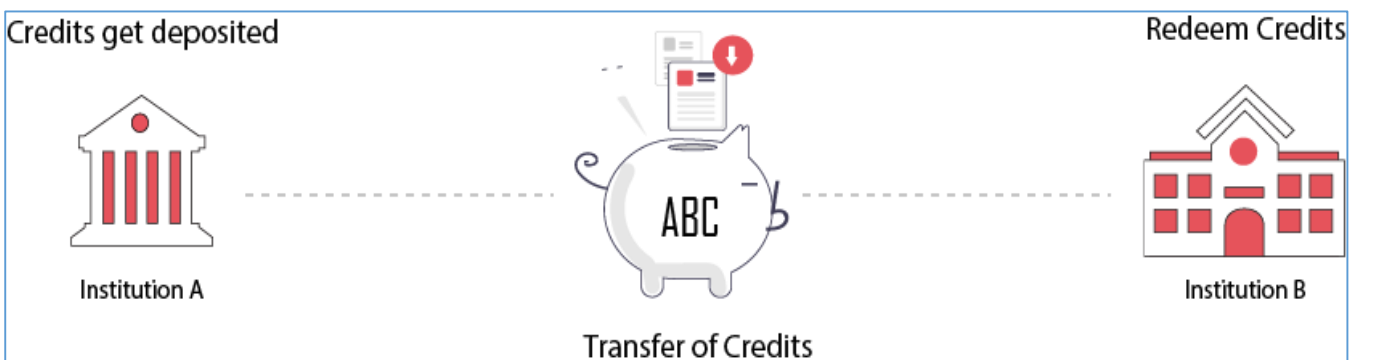 Credits get deposited
Redeem Credits
ABC
Institution A
Institution B
Transfer of Credits